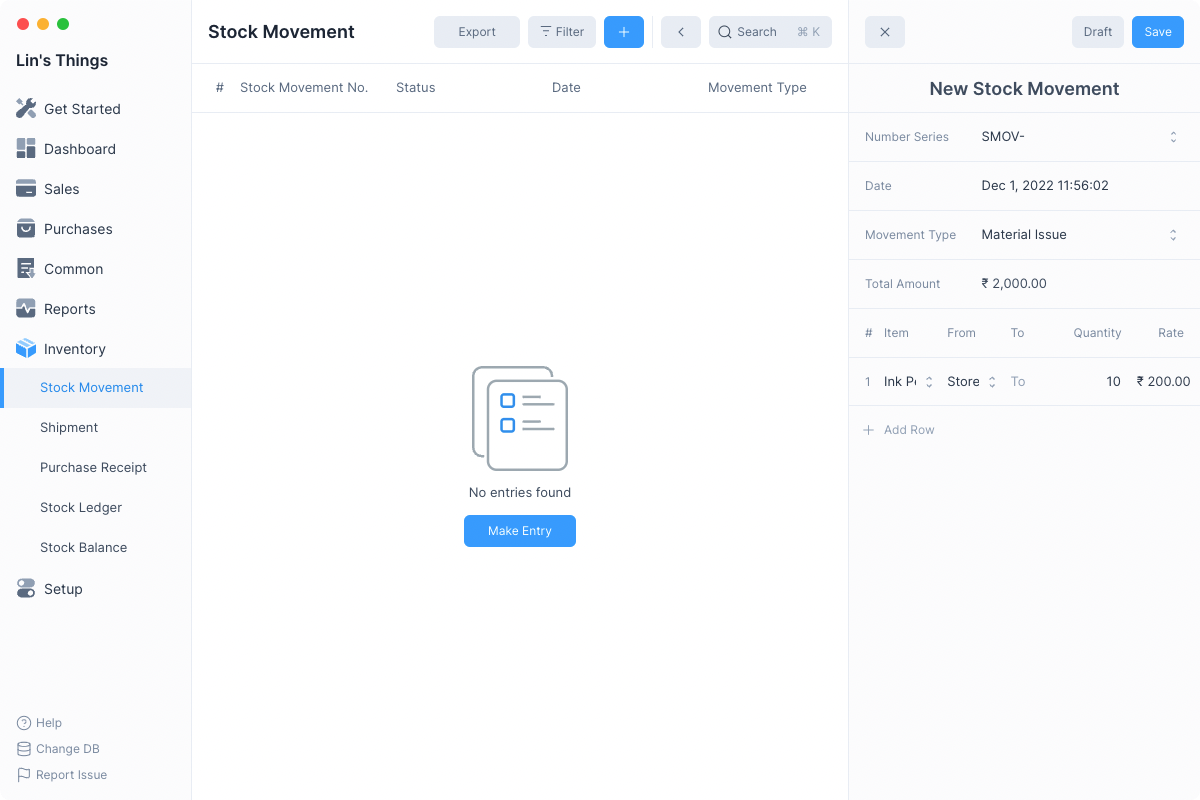 Lin's Things
Get Started
Dashboard
Sales
Purchases
Common
Reports
Inventory
Stock Movement
Shipment
Purchase Receipt
Stock Ledger
Stock Balance
Setup
Help
Change DB
Report Issue
Stock Movement
Export
Filter
Search ⌘ K
# Stock Movement No. Status Date Movement Type
No entries found
Make Entry
Draft
Save
New Stock Movement
Number Series SMOV-
Date Dec 1, 2022 11:56:02
Movement Type Material Issue
Total Amount ₹ 2,000.00
# Item From To Quantity Rate
1 Ink Store To 10 ₹ 200.00
Add Row